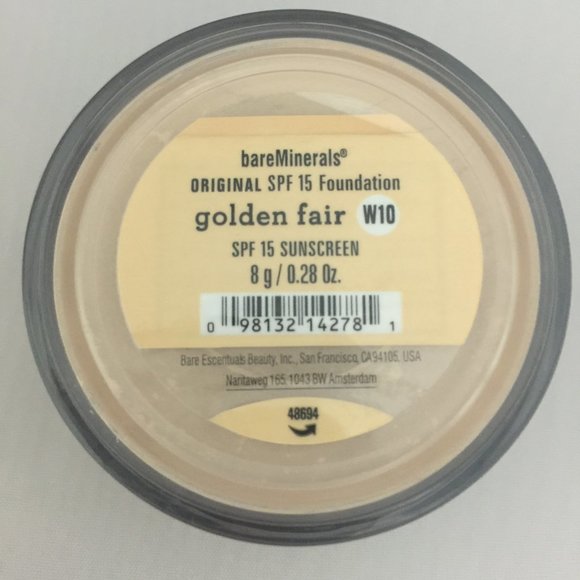 bareMinerals®
ORIGINAL SPF 15 Foundation
golden fair W10
SPF 15 SUNSCREEN
8 g / 0.28 Oz.
0 98132 14278 1
Bare Escentuals Beauty, Inc., San Francisco, CA 94105, USA
Naritaweg 165, 1043 BW Amsterdam
48694